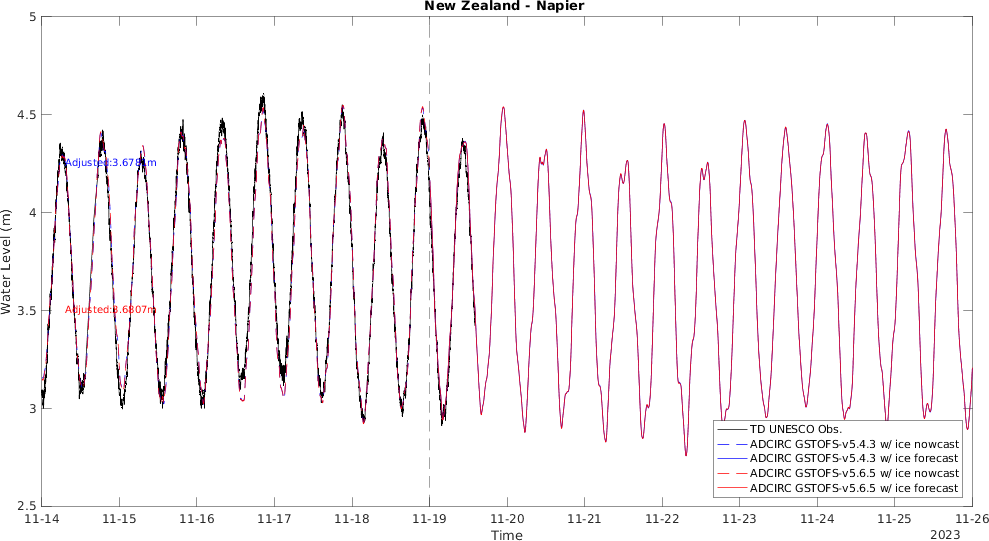 New Zealand - Napier
5
4.5
4
3.5
3
2.5
Water Level (m)
Adjusted:3.6781m
Adjusted:3.6807m
TD UNESCO Obs.
ADCIRC GSTOFS-v5.4.3 w/ ice nowcast
ADCIRC GSTOFS-v5.4.3 w/ ice forecast
ADCIRC GSTOFS-v5.6.5 w/ ice nowcast
ADCIRC GSTOFS-v5.6.5 w/ ice forecast
11-14 11-15 11-16 11-17 11-18 11-19 11-20 11-21 11-22 11-23 11-24 11-25 11-26
Time
2023